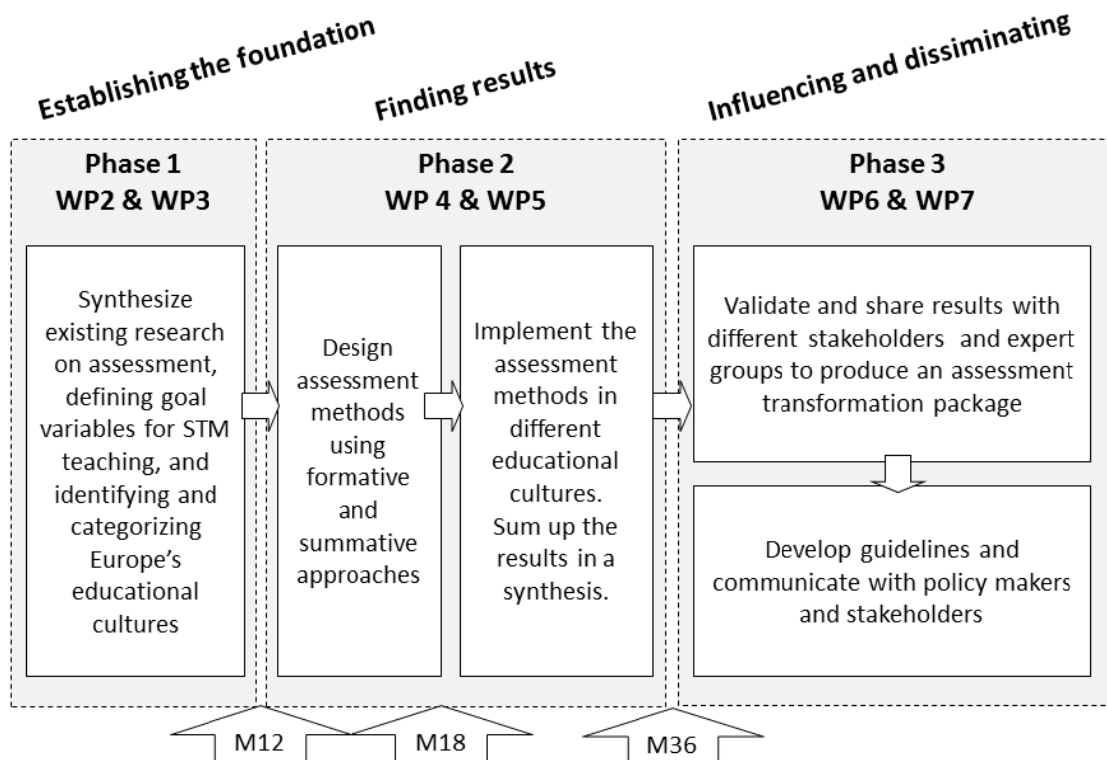 Establishing the foundation
Finding results
Influencing and dissiminating
Phase 1
WP2 & WP3
Synthesize
existing research
on assessment,
defining goal
variables for STM
teaching, and
identifying and
categorizing
Europe's
educational
cultures
Phase 2
WP 4 & WP5
Design
assessment
methods
using
formative
and
summative
approaches
Implement the
assessment
methods in
different
educational
cultures.
Sum up the
results in a
synthesis.
Phase 3
WP6 & WP7
Validate and share results with
different stakeholders and expert
groups to produce an assessment
transformation package
Develop guidelines and
communicate with policy makers
and stakeholders
M12
M18
M36